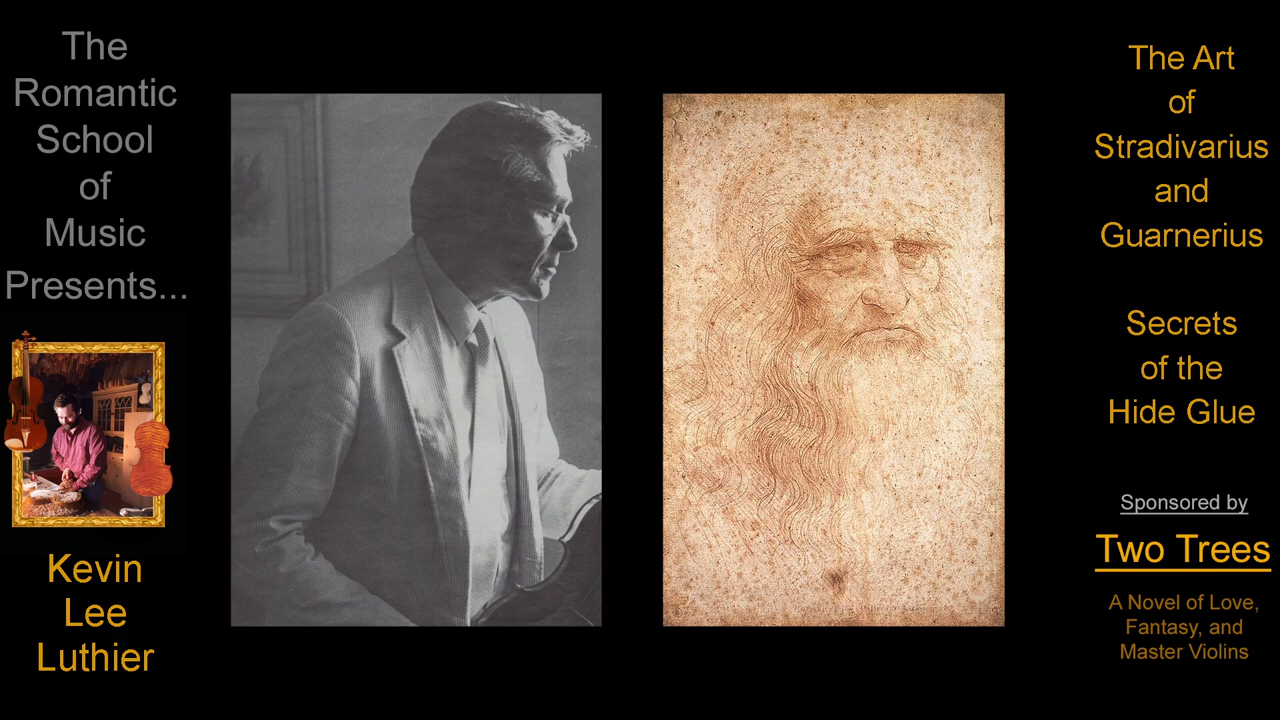 The
Romantic
School
of
Music
Presents...
Kevin
Lee
Luthier
The Art
of
Stradivarius
and
Guarnerius
Secrets
of the
Hide Glue
Sponsored by
Two Trees
A Novel of Love,
Fantasy, and
Master Violins